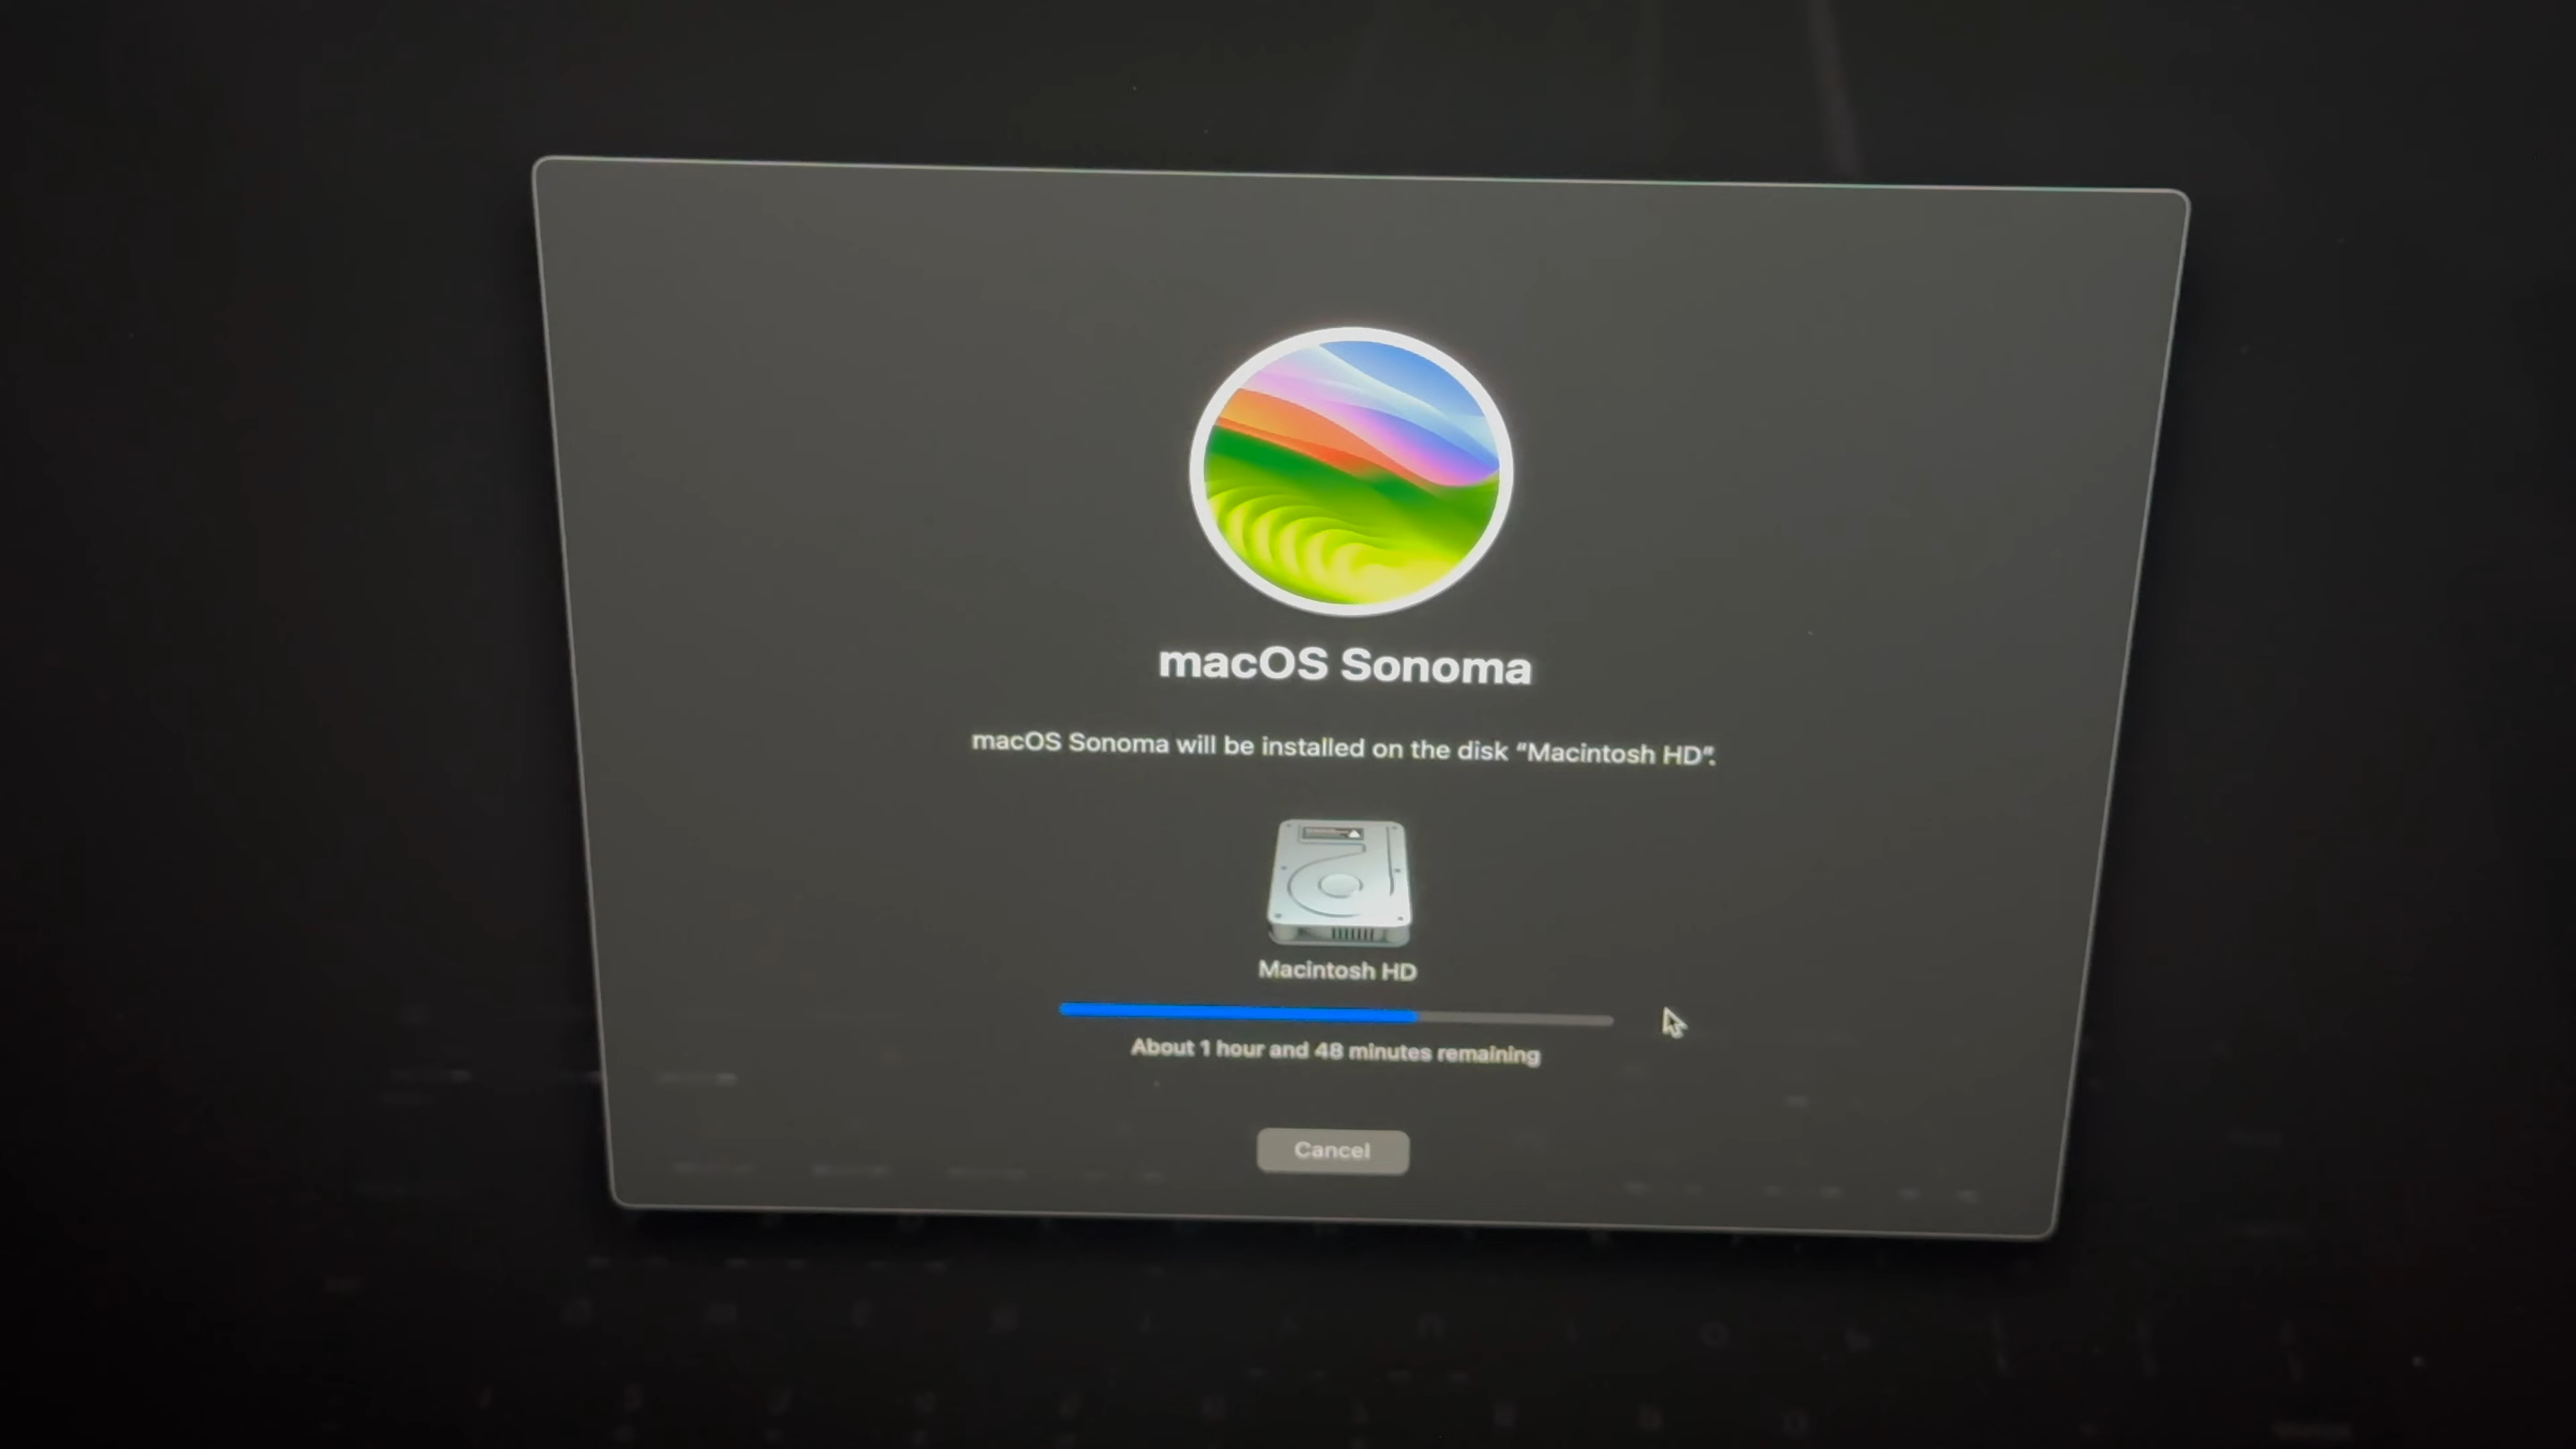 macOS Sonoma
macOS Sonoma will be installed on the disk “Macintosh HD”.
Macintosh HD
About 1 hour and 48 minutes remaining
Cancel